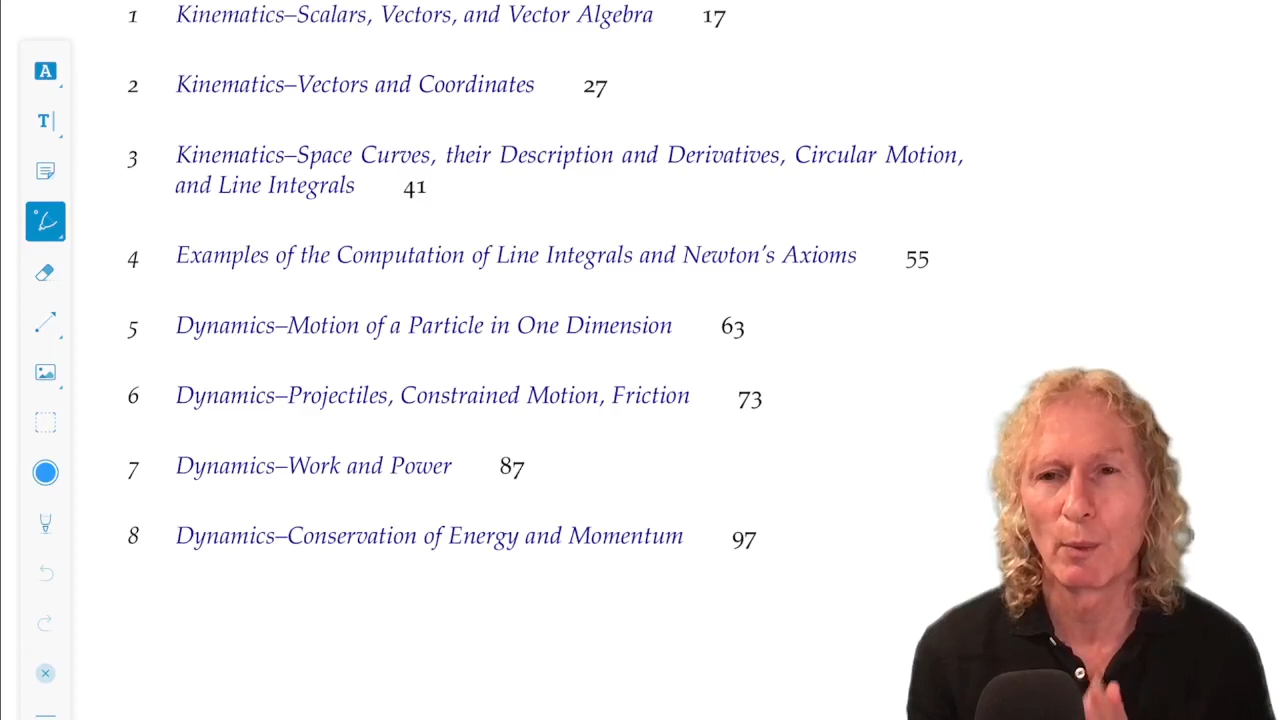 1 Kinematics–Scalars, Vectors, and Vector Algebra 17
2 Kinematics–Vectors and Coordinates 27
3 Kinematics–Space Curves, their Description and Derivatives, Circular Motion,
and Line Integrals 41
4 Examples of the Computation of Line Integrals and Newton's Axioms 55
5 Dynamics–Motion of a Particle in One Dimension 63
6 Dynamics–Projectiles, Constrained Motion, Friction 73
7 Dynamics–Work and Power 87
8 Dynamics–Conservation of Energy and Momentum 97
A
T